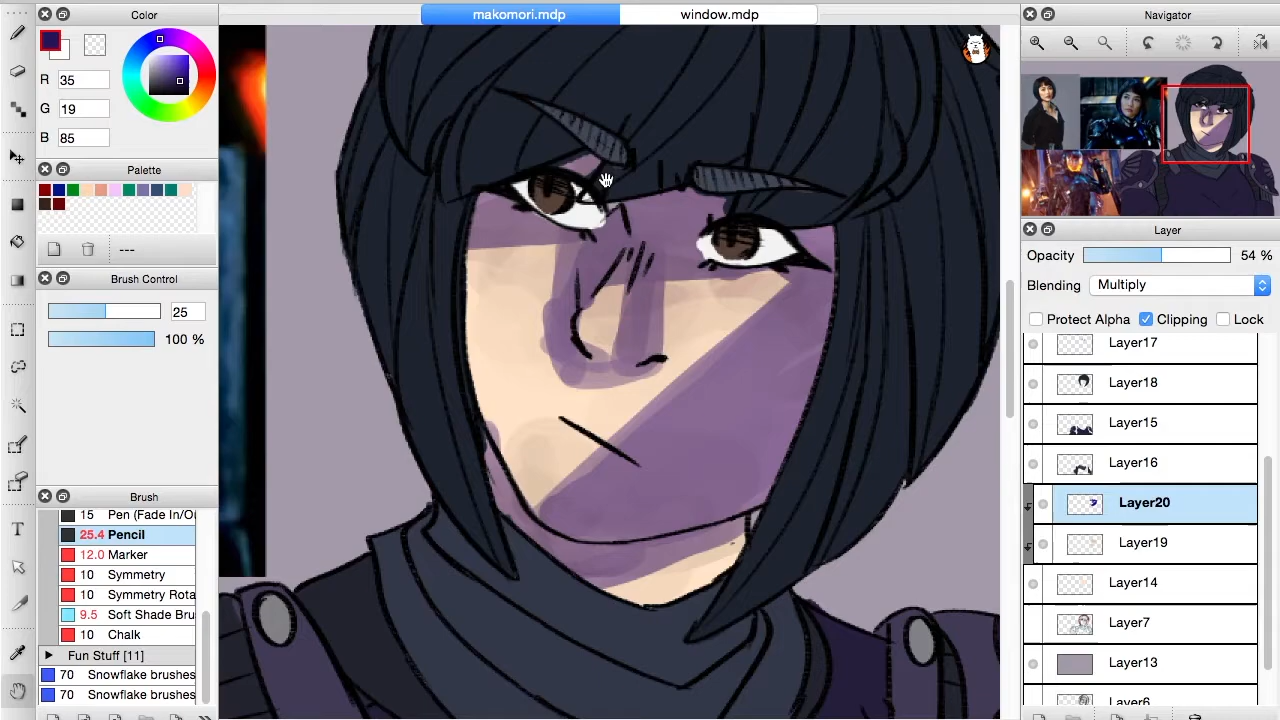 makomori.mdp
window.mdp
Color
R 35
G 19
B 85
Palette
---
Brush Control
25
100 %
Brush
15 Pen (Fade In/O
25.4 Pencil
12.0 Marker
10 Symmetry
10 Symmetry Rota
9.5 Soft Shade Bru
10 Chalk
Fun Stuff [11]
70 Snowflake brushes
70 Snowflake brushes
T
Navigator
Layer
Opacity 54 %
Blending Multiply
Protect Alpha Clipping Lock
Layer17
Layer18
Layer15
Layer16
Layer20
Layer19
Layer14
Layer7
Layer13
Layer6